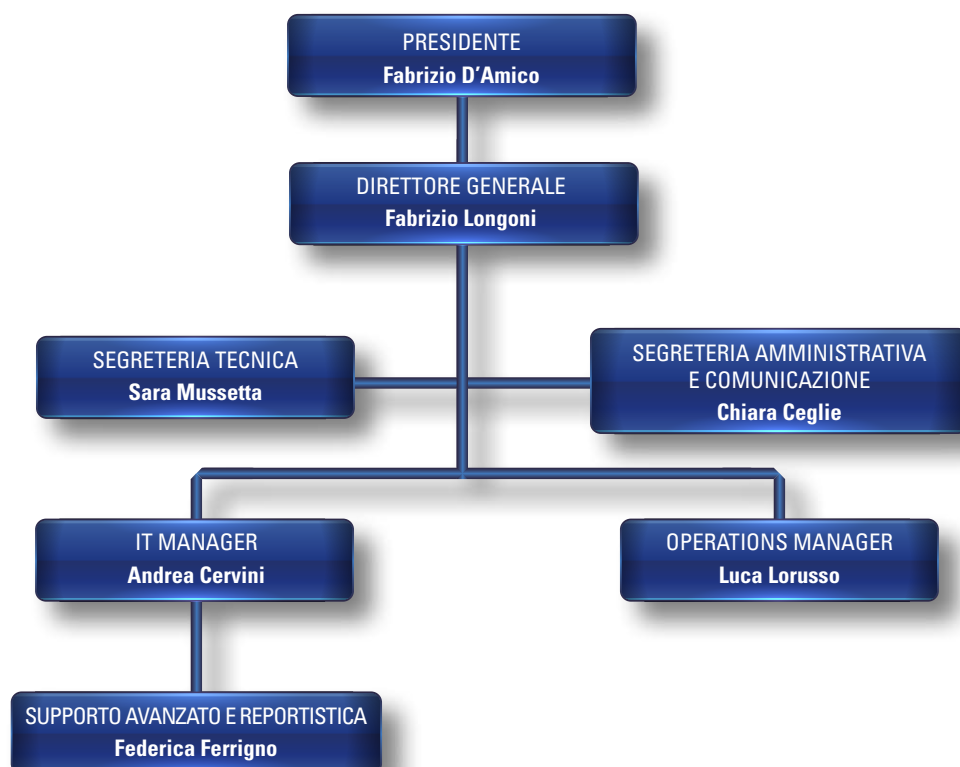 PRESIDENTE
Fabrizio D’Amico
DIRETTORE GENERALE
Fabrizio Longoni
SEGRETERIA TECNICA
Sara Mussetta
SEGRETERIA AMMINISTRATIVA
E COMUNICAZIONE
Chiara Ceglie
IT MANAGER
Andrea Cervini
OPERATIONS MANAGER
Luca Lorusso
SUPPORTO AVANZATO E REPORTISTICA
Federica Ferrigno